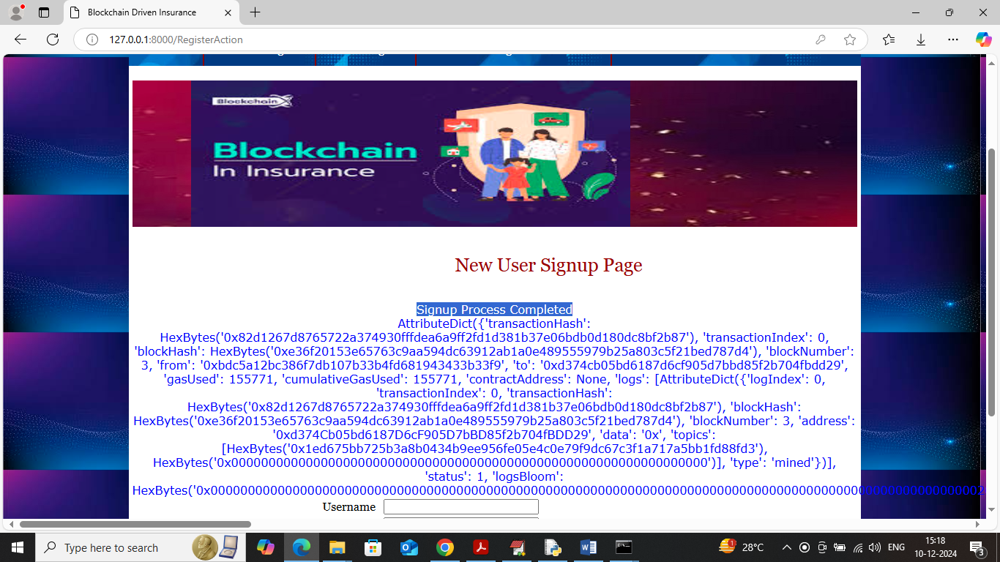 Blockchain Driven Insurance
127.0.0.1:8000/RegisterAction
Blockchain
Blockchain
In Insurance
New User Signup Page
Signup Process Completed
AttributeDict({'transactionHash':
HexBytes('0x82d1267d8765722a374930fffdea6a9ff2fd1d381b37e06bdb0d180dc8bf2b87'), 'transactionIndex': 0,
'blockHash': HexBytes('0xe36f20153e65763c9aa594dc63912ab1a0e489555979b25a803c5f21bed787d4'), 'blockNumber':
3, 'from': '0xbdc5a12bc386f7db107b33b4fd681943433b33f9', 'to': '0xd374cb05bd6187d6cf905d7bbd85f2b704fbdd29',
'gasUsed': 155771, 'cumulativeGasUsed': 155771, 'contractAddress': None, 'logs': [AttributeDict({'logIndex': 0,
'transactionIndex': 0, 'transactionHash':
HexBytes('0x82d1267d8765722a374930fffdea6a9ff2fd1d381b37e06bdb0d180dc8bf2b87'), 'blockHash':
HexBytes('0xe36f20153e65763c9aa594dc63912ab1a0e489555979b25a803c5f21bed787d4'), 'blockNumber': 3, 'address':
'0xd374Cb05bd6187D6cF905D7bBD85f2b704fBDD29', 'data': '0x', 'topics':
[HexBytes('0x1ed675bb725b3a8b0434b9ee956fe05e4c0e79f9dc67c3f1a717a5bb1fd88fd3'),
HexBytes('0x0000000000000000000000000000000000000000000000000000000000000000')], 'type': 'mined'})],
'status': 1, 'logsBloom':
Username
Type here to search
28°C
ENG
15:18
10-12-2024
1
3